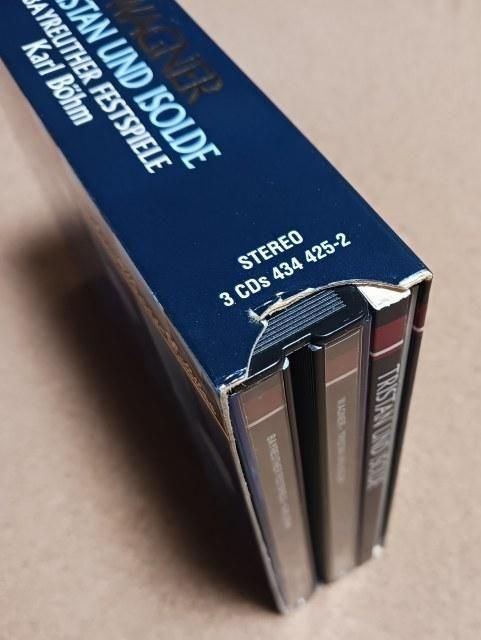 WAGNER
TRISTAN UND ISOLDE
BAYREUTHER FESTSPIELE
Karl Böhm
STEREO
3 CDs 434 425-2
TRISTAN UND ISOLDE